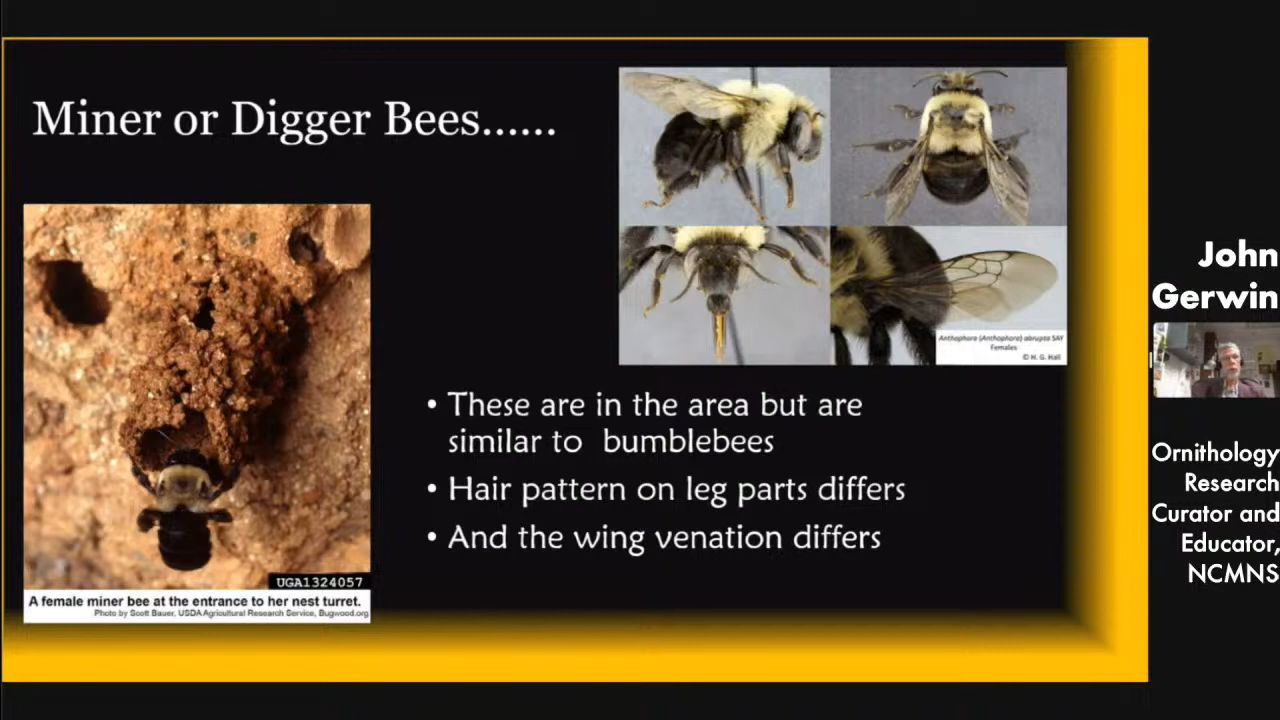 Miner or Digger Bees......
Anthophora (Anthophora) abrupta SAY
Females
© H. G. Hall
• These are in the area but are
similar to bumblebees
• Hair pattern on leg parts differs
• And the wing venation differs
UGA1324057
A female miner bee at the entrance to her nest turret.
Photo by Scott Bauer, USDA Agricultural Research Service, Bugwood.org
John
Gerwin
Ornithology
Research
Curator and
Educator,
NCMNS